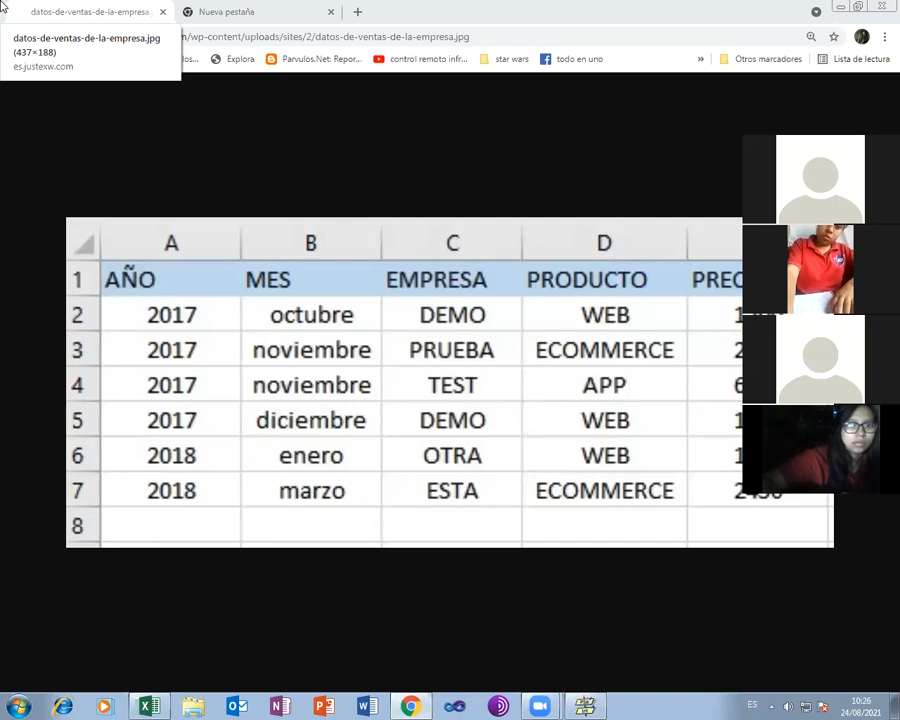 datos-de-ventas-de-la-empresa
Nueva pestaña
datos-de-ventas-de-la-empresa.jpg
(437×188)
es.justexw.com
/wp-content/uploads/sites/2/datos-de-ventas-de-la-empresa.jpg
Explora
Parvulos.Net: Repor...
control remoto infr...
star wars
todo en uno
»
Otros marcadores
Lista de lectura
A B C D
1 AÑO MES EMPRESA PRODUCTO
2 2017 octubre DEMO WEB
3 2017 noviembre PRUEBA ECOMMERCE
4 2017 noviembre TEST APP
5 2017 diciembre DEMO WEB
6 2018 enero OTRA WEB
7 2018 marzo ESTA ECOMMERCE
8
ES
10:26
24/08/2021